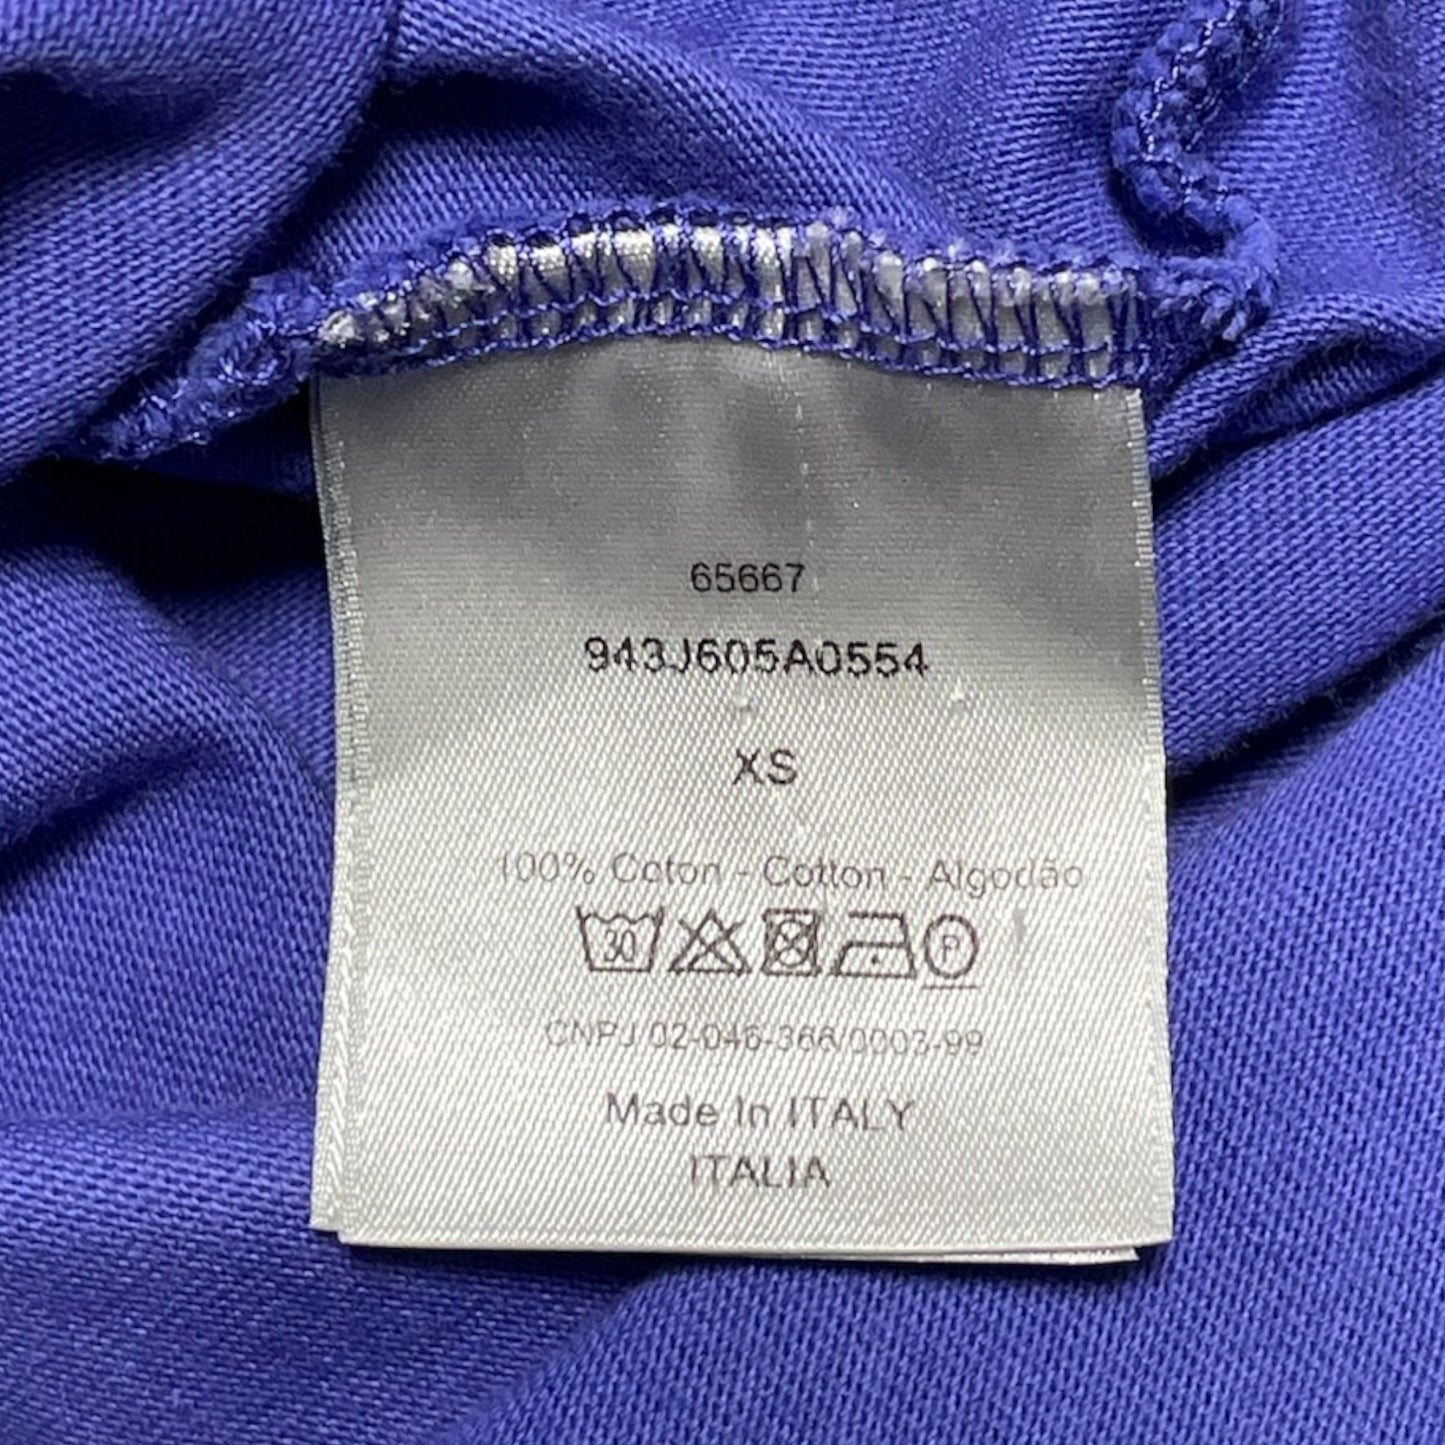 65667
943J605A0554
XS
100% Coton - Cotton - Algodão
30 P
CNPJ 02-046-366/0003-99
Made In ITALY
ITALIA